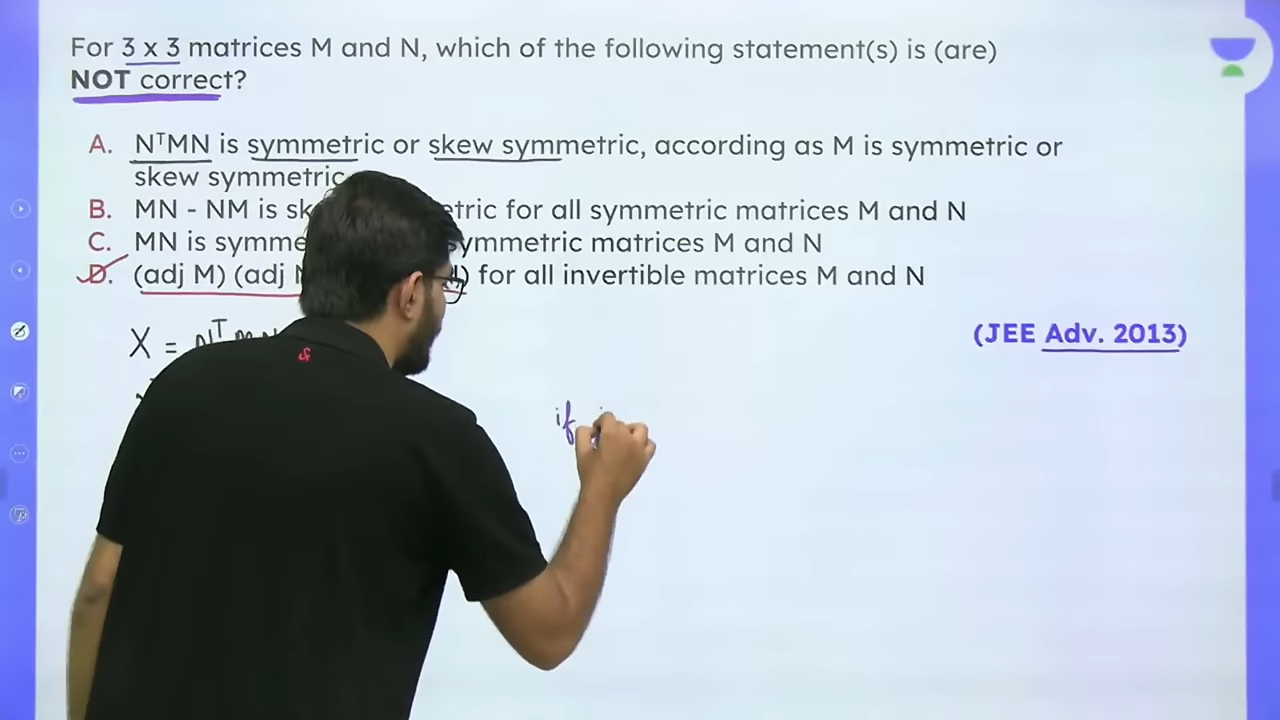 For 3 x 3 matrices M and N, which of the following statement(s) is (are)
NOT correct?
A. NᵀMN is symmetric or skew symmetric, according as M is symmetric or
skew symmetric
B. MN - NM is sk etric for all symmetric matrices M and N
C. MN is symme symmetric matrices M and N
D. (adj M) (adj ) for all invertible matrices M and N
X = Nᵀ M
(JEE Adv. 2013)
if